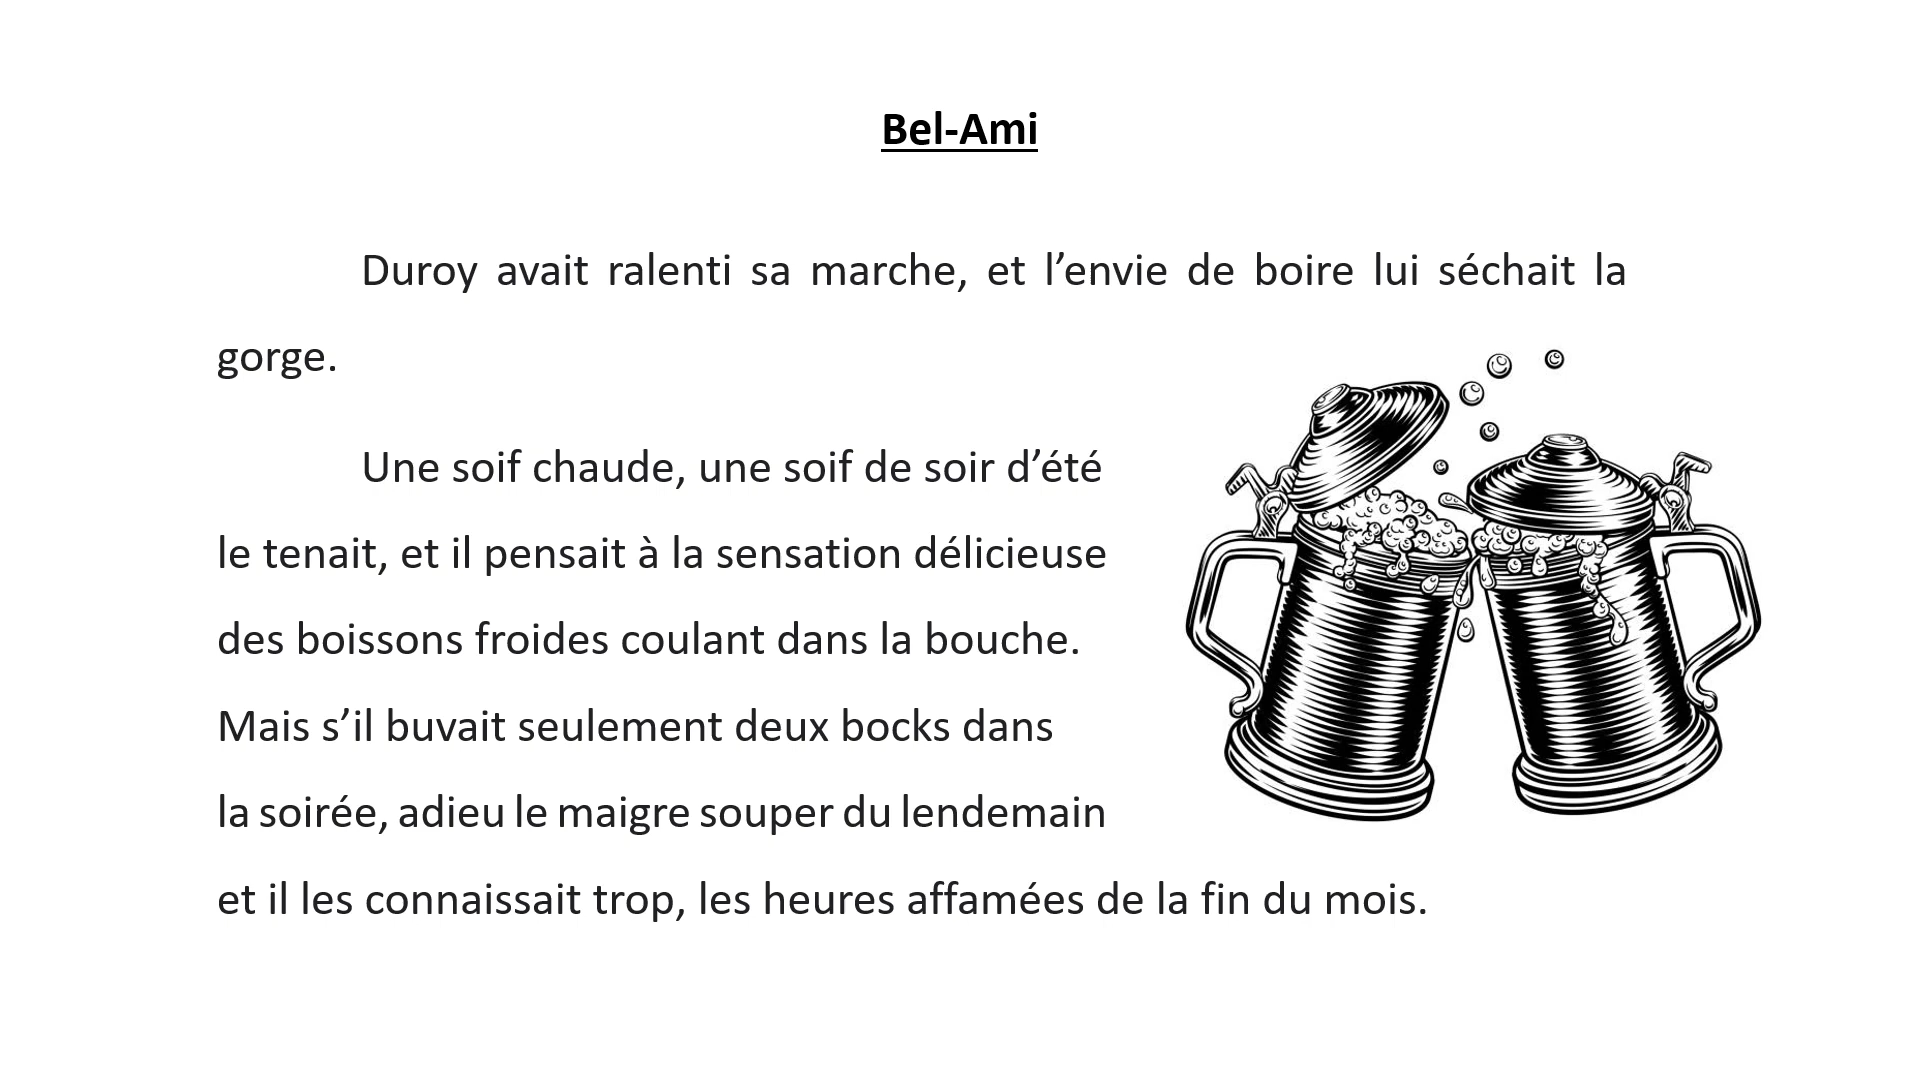 Bel-Ami
Duroy avait ralenti sa marche, et l’envie de boire lui séchait la
gorge.
Une soif chaude, une soif de soir d’été
le tenait, et il pensait à la sensation délicieuse
des boissons froides coulant dans la bouche.
Mais s’il buvait seulement deux bocks dans
la soirée, adieu le maigre souper du lendemain
et il les connaissait trop, les heures affamées de la fin du mois.